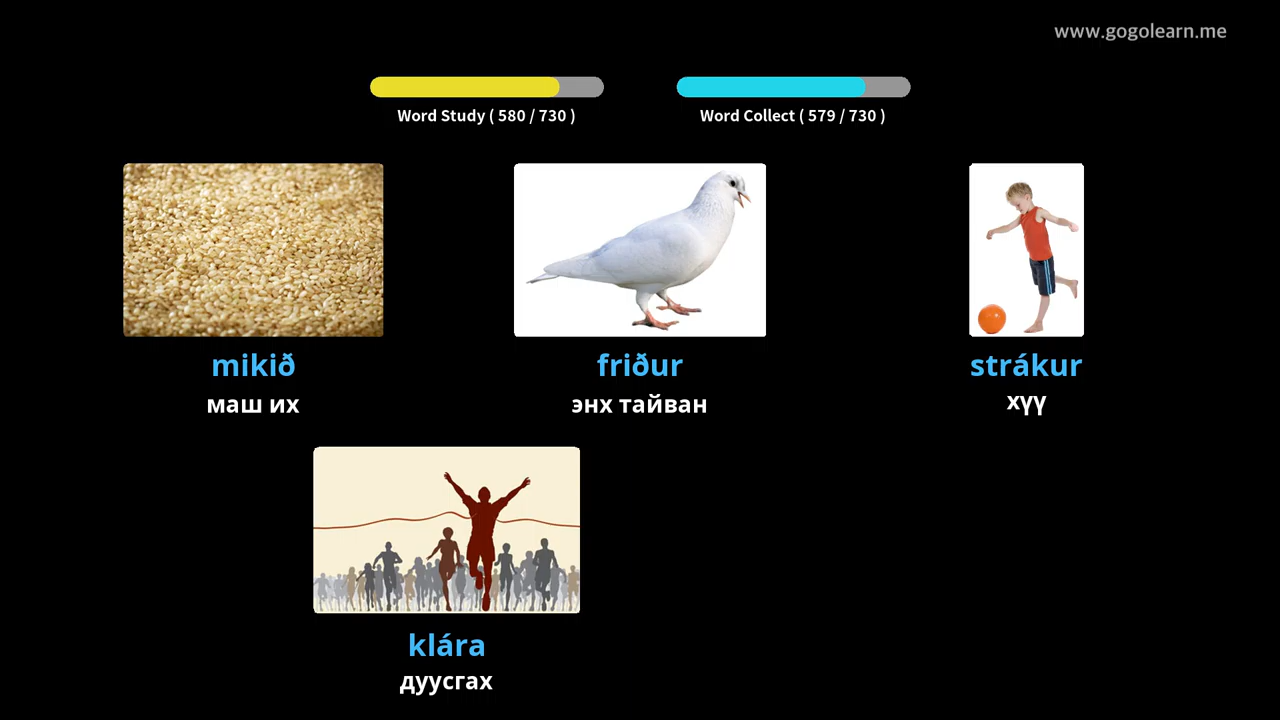 www.gogolearn.me
Word Study ( 580 / 730 )
Word Collect ( 579 / 730 )
mikið
маш их
friður
энх тайван
strákur
хүү
klára
дуусгах